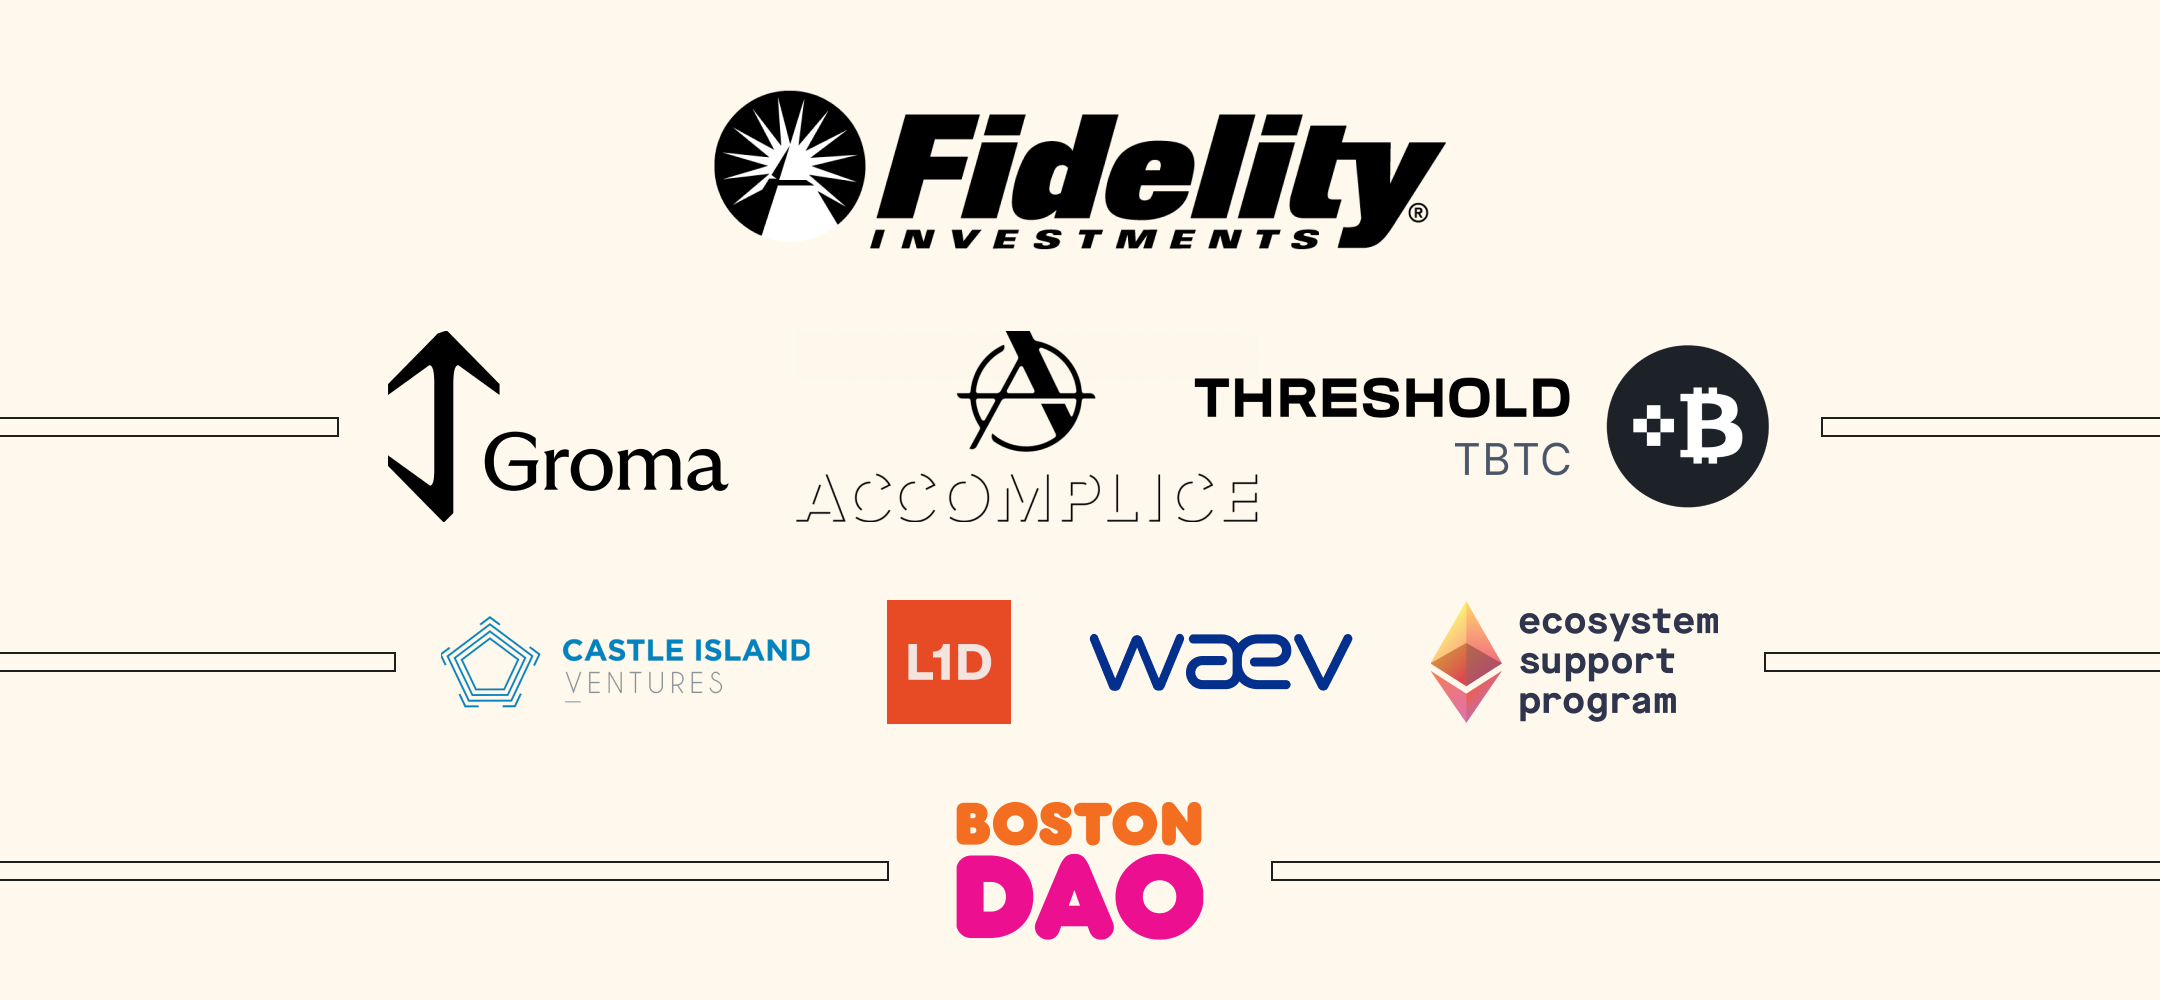 Fidelity
INVESTMENTS
®
Groma
ACCOMPLICE
THRESHOLD
TBTC
CASTLE ISLAND
VENTURES
L1D
waev
ecosystem
support
program
BOSTON
DAO